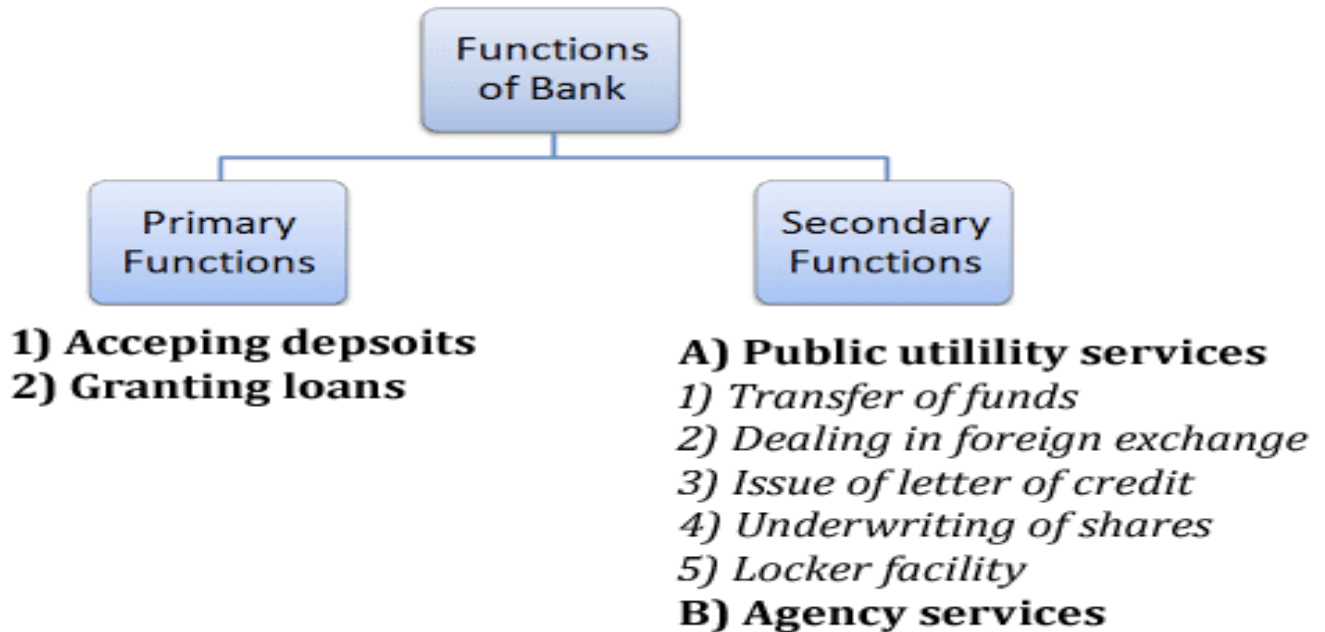 Functions
of Bank
Primary
Functions
1) Acceping depsoits
2) Granting loans
Secondary
Functions
A) Public utilility services
1) Transfer of funds
2) Dealing in foreign exchange
3) Issue of letter of credit
4) Underwriting of shares
5) Locker facility
B) Agency services